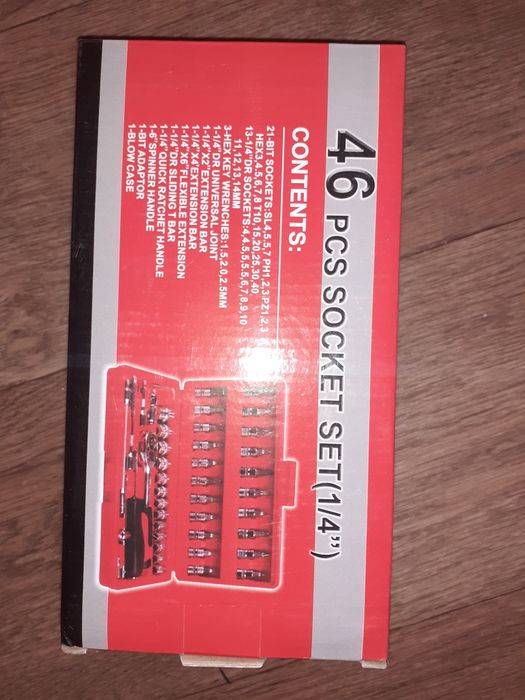 46 PCS SOCKET SET(1/4")
CONTENTS:
21-BIT SOCKETS:SL4,5.5,7 PH1,2,3:PZ1,2,3
HEX3,4,5,6,7,8 T10,15,20,25,30,40
13-1/4"DR SOCKETS:4,4.5,5,5.5,6,7,8,9,10
11,12,13,14MM
3-HEX KEY WRENCHES:1.5,2.0,2.5MM
1-1/4"DR UNIVERSAL JOINT
1-1/4"X2"EXTENSION BAR
1-1/4"X4"EXTENSION BAR
1-1/4"X6"FLEXIBLE EXTENSION
1-1/4"DR SLIDING T BAR
1-1/4"QUICK RATCHET HANDLE
1-6"SPINNER HANDLE
1-BIT ADAPTOR
1-BLOW CASE